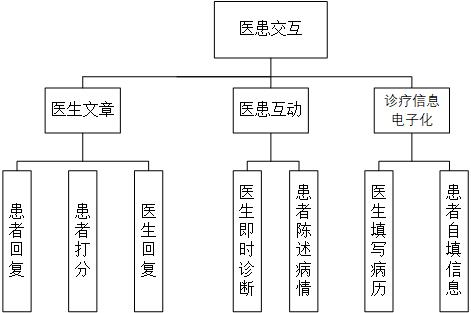 医患交互
医生文章
医患互动
诊疗信息
电子化
患者回复
患者打分
医生回复
医生即时诊断
患者陈述病情
医生填写病历
患者自填信息